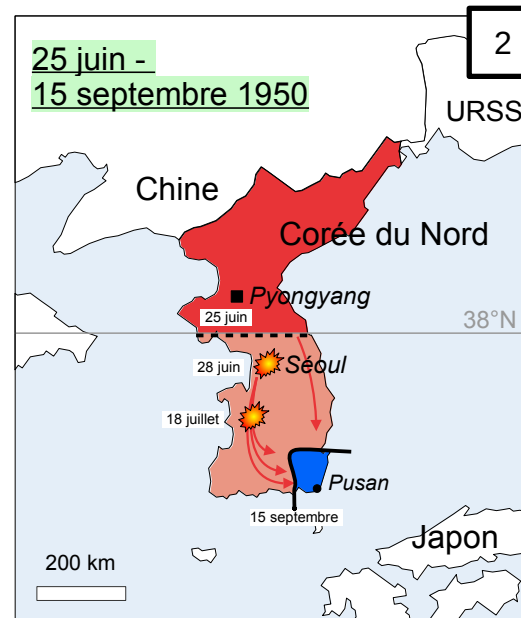 2
25 juin -
15 septembre 1950
URSS
Chine
Corée du Nord
Pyongyang
25 juin
38°N
28 juin
Séoul
18 juillet
Pusan
15 septembre
Japon
200 km